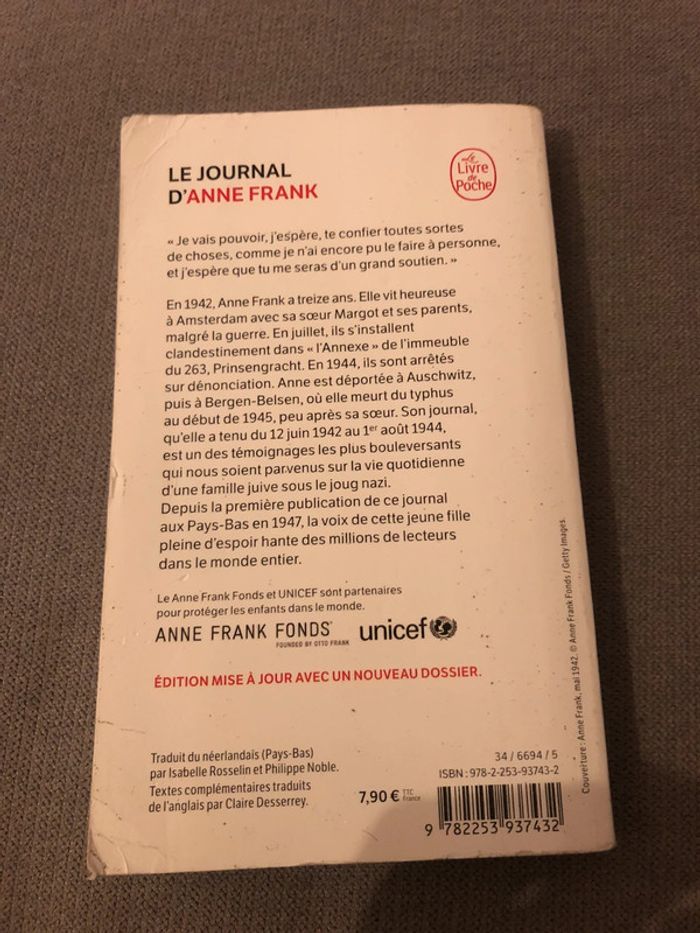 LE JOURNAL
D'ANNE FRANK
Le
Livre
de
Poche
« Je vais pouvoir, j'espère, te confier toutes sortes
de choses, comme je n'ai encore pu le faire à personne,
et j'espère que tu me seras d'un grand soutien. »
En 1942, Anne Frank a treize ans. Elle vit heureuse
à Amsterdam avec sa sœur Margot et ses parents,
malgré la guerre. En juillet, ils s'installent
clandestinement dans « l'Annexe » de l'immeuble
du 263, Prinsengracht. En 1944, ils sont arrêtés
sur dénonciation. Anne est déportée à Auschwitz,
puis à Bergen-Belsen, où elle meurt du typhus
au début de 1945, peu après sa sœur. Son journal,
qu'elle a tenu du 12 juin 1942 au 1er août 1944,
est un des témoignages les plus bouleversants
qui nous soient parvenus sur la vie quotidienne
d'une famille juive sous le joug nazi.
Depuis la première publication de ce journal
aux Pays-Bas en 1947, la voix de cette jeune fille
pleine d'espoir hante des millions de lecteurs
dans le monde entier.
Le Anne Frank Fonds et UNICEF sont partenaires
pour protéger les enfants dans le monde.
ANNE FRANK FONDS
FOUNDED BY OTTO FRANK
unicef
ÉDITION MISE À JOUR AVEC UN NOUVEAU DOSSIER.
Traduit du néerlandais (Pays-Bas)
par Isabelle Rosselin et Philippe Noble.
Textes complémentaires traduits
de l'anglais par Claire Desserrey.
7,90 € TTC
France
34 / 6694 / 5
ISBN : 978-2-253-93743-2
9 782253 937432
Couverture : Anne Frank, mai 1942. © Anne Frank Fonds / Getty Images.